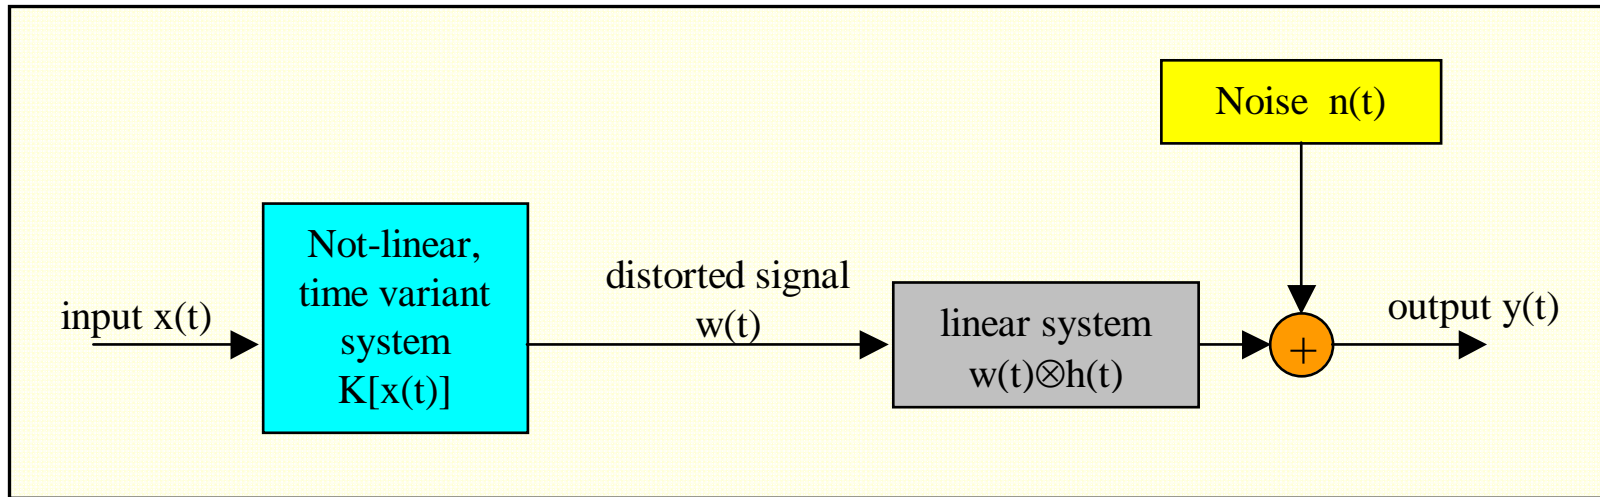 input x(t)
Not-linear,
time variant
system
K[x(t)]
distorted signal
w(t)
linear system
w(t)⊗h(t)
Noise n(t)
+
output y(t)